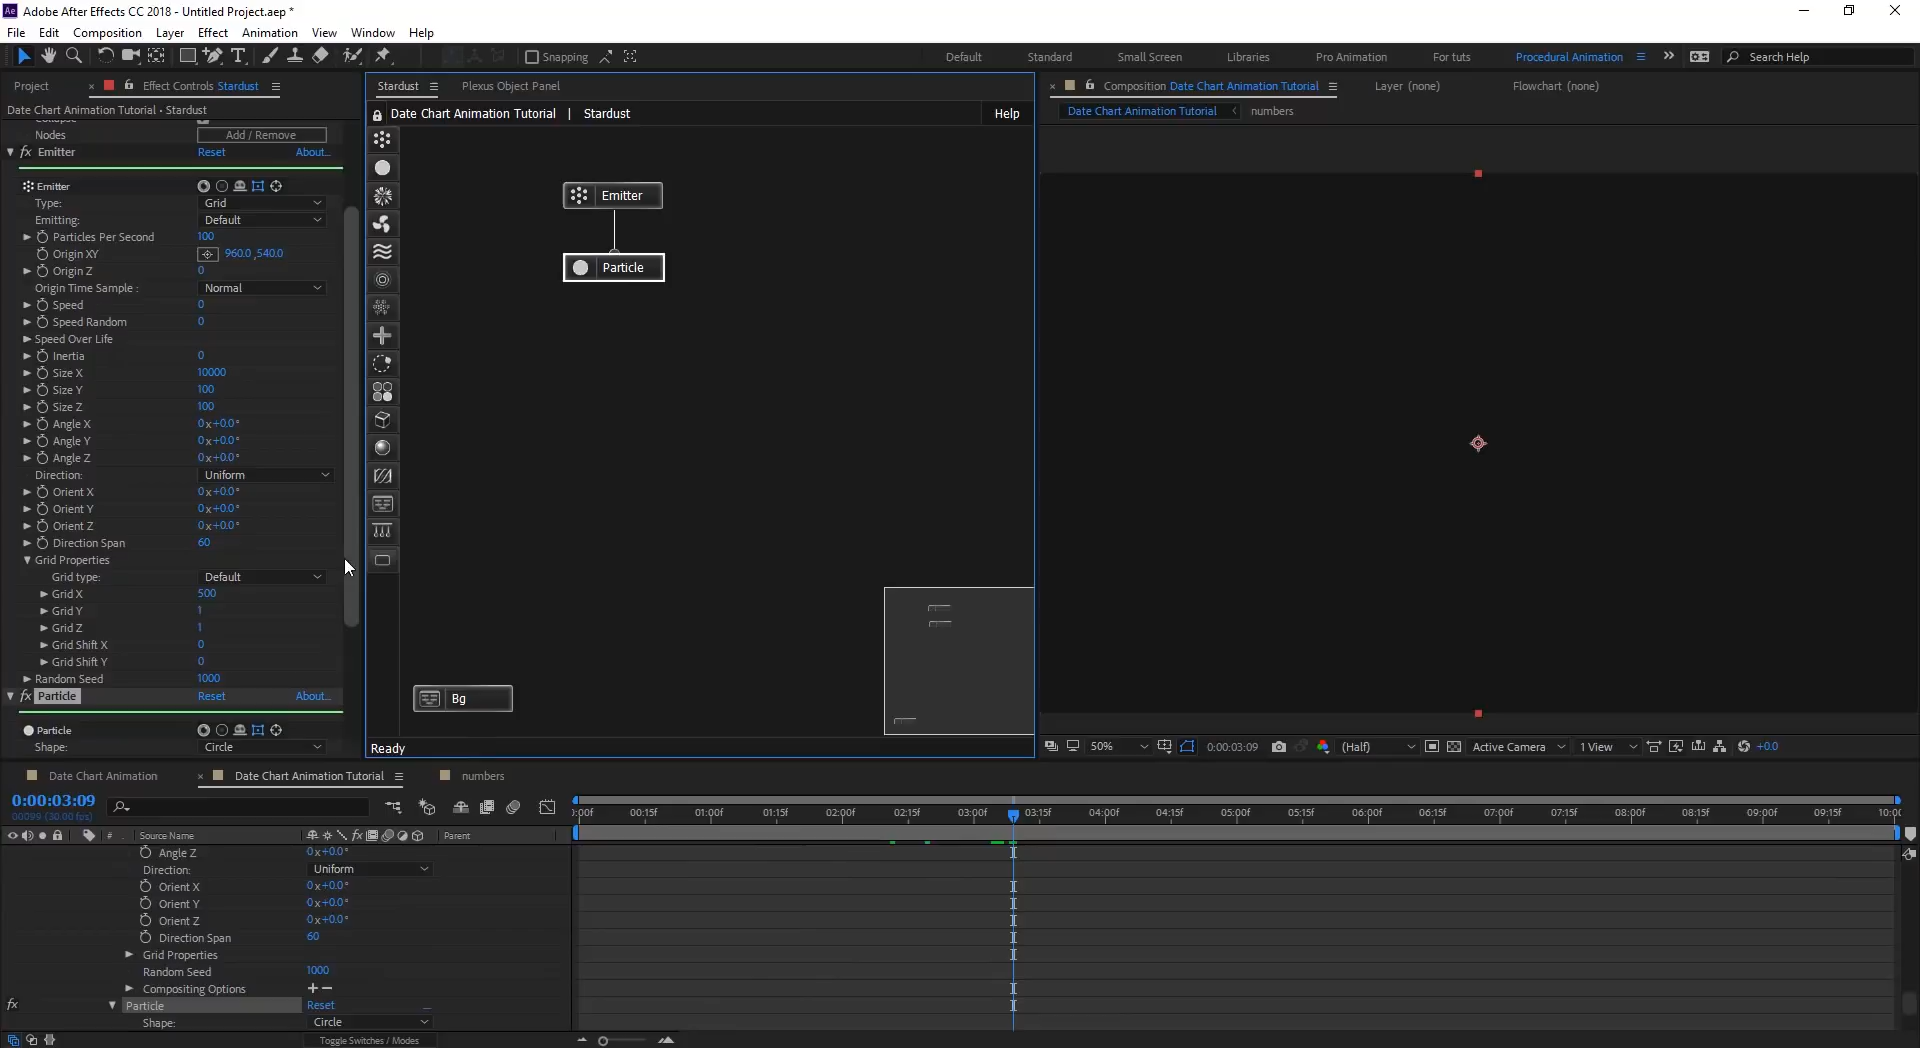 Ae Adobe After Effects CC 2018 - Untitled Project.aep *
File Edit Composition Layer Effect Animation View Window Help
Snapping Default Standard Small Screen Libraries Pro Animation For tuts Procedural Animation Search Help
Project Effect Controls Stardust
Date Chart Animation Tutorial • Stardust
Collapse
Nodes Add / Remove
fx Emitter Reset About...
Emitter
Type: Grid
Emitting: Default
Particles Per Second 100
Origin XY 960.0 ,540.0
Origin Z 0
Origin Time Sample : Normal
Speed 0
Speed Random 0
Speed Over Life
Inertia 0
Size X 10000
Size Y 100
Size Z 100
Angle X 0x+0.0°
Angle Y 0x+0.0°
Angle Z 0x+0.0°
Direction: Uniform
Orient X 0x+0.0°
Orient Y 0x+0.0°
Orient Z 0x+0.0°
Direction Span 60
Grid Properties
Grid type: Default
Grid X 500
Grid Y 1
Grid Z 1
Grid Shift X 0
Grid Shift Y 0
Random Seed 1000
fx Particle Reset About...
Particle
Shape: Circle
Stardust Plexus Object Panel
Date Chart Animation Tutorial | Stardust Help
Emitter
Particle
Bg
Ready
Composition Date Chart Animation Tutorial Layer (none) Flowchart (none)
Date Chart Animation Tutorial numbers
50% 0:00:03:09 (Half) Active Camera 1 View +0.0
Date Chart Animation Date Chart Animation Tutorial numbers
0:00:03:09
00099 (30.00 fps)
:00f 00:15f 01:00f 01:15f 02:00f 02:15f 03:00f 03:15f 04:00f 04:15f 05:00f 05:15f 06:00f 06:15f 07:00f 07:15f 08:00f 08:15f 09:00f 09:15f 10:00
# Source Name fx Parent
Angle Z 0x+0.0°
Direction: Uniform
Orient X 0x+0.0°
Orient Y 0x+0.0°
Orient Z 0x+0.0°
Direction Span 60
Grid Properties
Random Seed 1000
Compositing Options + −
fx Particle Reset ...
Shape: Circle
Toggle Switches / Modes